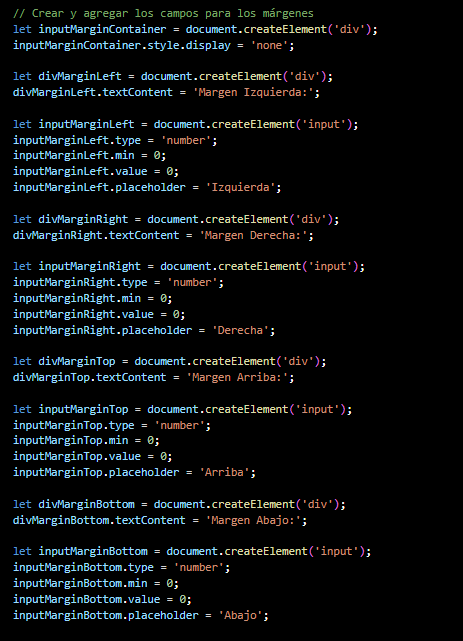 // Crear y agregar los campos para los márgenes
let inputMarginContainer = document.createElement('div');
inputMarginContainer.style.display = 'none';

let divMarginLeft = document.createElement('div');
divMarginLeft.textContent = 'Margen Izquierda:';

let inputMarginLeft = document.createElement('input');
inputMarginLeft.type = 'number';
inputMarginLeft.min = 0;
inputMarginLeft.value = 0;
inputMarginLeft.placeholder = 'Izquierda';

let divMarginRight = document.createElement('div');
divMarginRight.textContent = 'Margen Derecha:';

let inputMarginRight = document.createElement('input');
inputMarginRight.type = 'number';
inputMarginRight.min = 0;
inputMarginRight.value = 0;
inputMarginRight.placeholder = 'Derecha';

let divMarginTop = document.createElement('div');
divMarginTop.textContent = 'Margen Arriba:';

let inputMarginTop = document.createElement('input');
inputMarginTop.type = 'number';
inputMarginTop.min = 0;
inputMarginTop.value = 0;
inputMarginTop.placeholder = 'Arriba';

let divMarginBottom = document.createElement('div');
divMarginBottom.textContent = 'Margen Abajo:';

let inputMarginBottom = document.createElement('input');
inputMarginBottom.type = 'number';
inputMarginBottom.min = 0;
inputMarginBottom.value = 0;
inputMarginBottom.placeholder = 'Abajo';